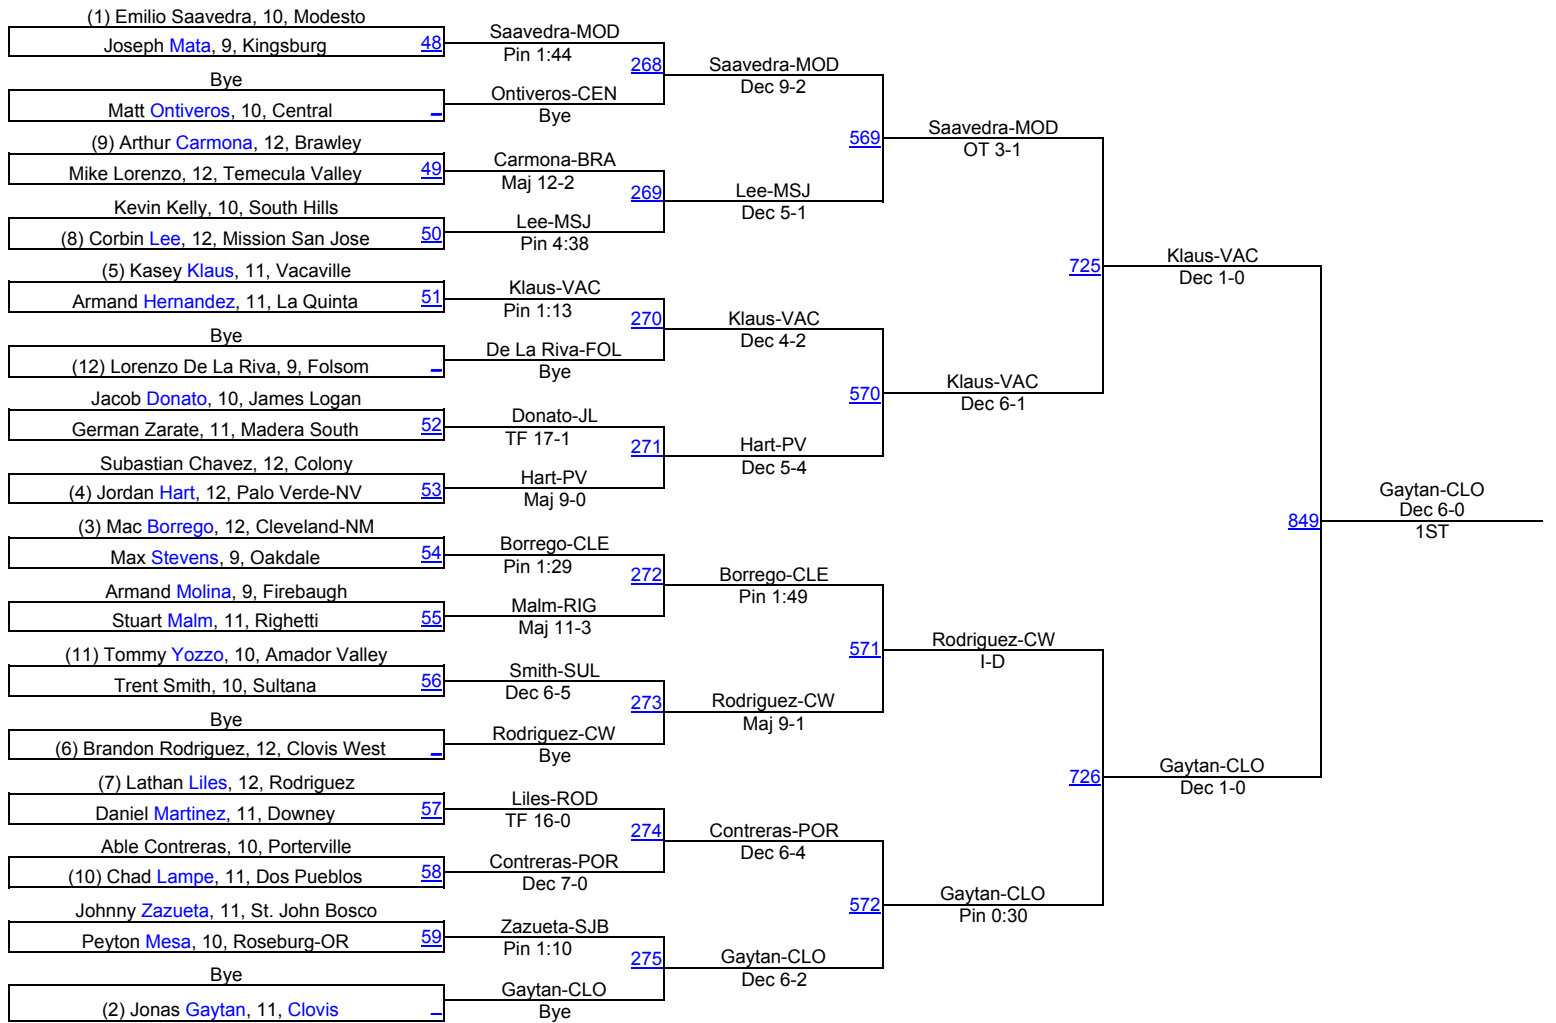 (1) Emilio Saavedra, 10, Modesto
Joseph Mata, 9, Kingsburg 48
Bye
Matt Ontiveros, 10, Central
(9) Arthur Carmona, 12, Brawley
Mike Lorenzo, 12, Temecula Valley 49
Kevin Kelly, 10, South Hills
(8) Corbin Lee, 12, Mission San Jose 50
(5) Kasey Klaus, 11, Vacaville
Armand Hernandez, 11, La Quinta 51
Bye
(12) Lorenzo De La Riva, 9, Folsom
Jacob Donato, 10, James Logan
German Zarate, 11, Madera South 52
Subastian Chavez, 12, Colony
(4) Jordan Hart, 12, Palo Verde-NV 53
(3) Mac Borrego, 12, Cleveland-NM
Max Stevens, 9, Oakdale 54
Armand Molina, 9, Firebaugh
Stuart Malm, 11, Righetti 55
(11) Tommy Yozzo, 10, Amador Valley
Trent Smith, 10, Sultana 56
Bye
(6) Brandon Rodriguez, 12, Clovis West
(7) Lathan Liles, 12, Rodriguez
Daniel Martinez, 11, Downey 57
Able Contreras, 10, Porterville
(10) Chad Lampe, 11, Dos Pueblos 58
Johnny Zazueta, 11, St. John Bosco
Peyton Mesa, 10, Roseburg-OR 59
Bye
(2) Jonas Gaytan, 11, Clovis
Saavedra-MOD
Pin 1:44
268
Ontiveros-CEN
Bye
Carmona-BRA
Maj 12-2
269
Lee-MSJ
Pin 4:38
Klaus-VAC
Pin 1:13
270
De La Riva-FOL
Bye
Donato-JL
TF 17-1
271
Hart-PV
Maj 9-0
Borrego-CLE
Pin 1:29
272
Malm-RIG
Maj 11-3
Smith-SUL
Dec 6-5
273
Rodriguez-CW
Bye
Liles-ROD
TF 16-0
274
Contreras-POR
Dec 7-0
Zazueta-SJB
Pin 1:10
275
Gaytan-CLO
Bye
Saavedra-MOD
Dec 9-2
569
Lee-MSJ
Dec 5-1
Klaus-VAC
Dec 4-2
570
Hart-PV
Dec 5-4
Borrego-CLE
Pin 1:49
571
Rodriguez-CW
Maj 9-1
Contreras-POR
Dec 6-4
572
Gaytan-CLO
Dec 6-2
Saavedra-MOD
OT 3-1
725
Klaus-VAC
Dec 6-1
Rodriguez-CW
I-D
726
Gaytan-CLO
Pin 0:30
Klaus-VAC
Dec 1-0
849
Gaytan-CLO
Dec 1-0
Gaytan-CLO
Dec 6-0
1ST